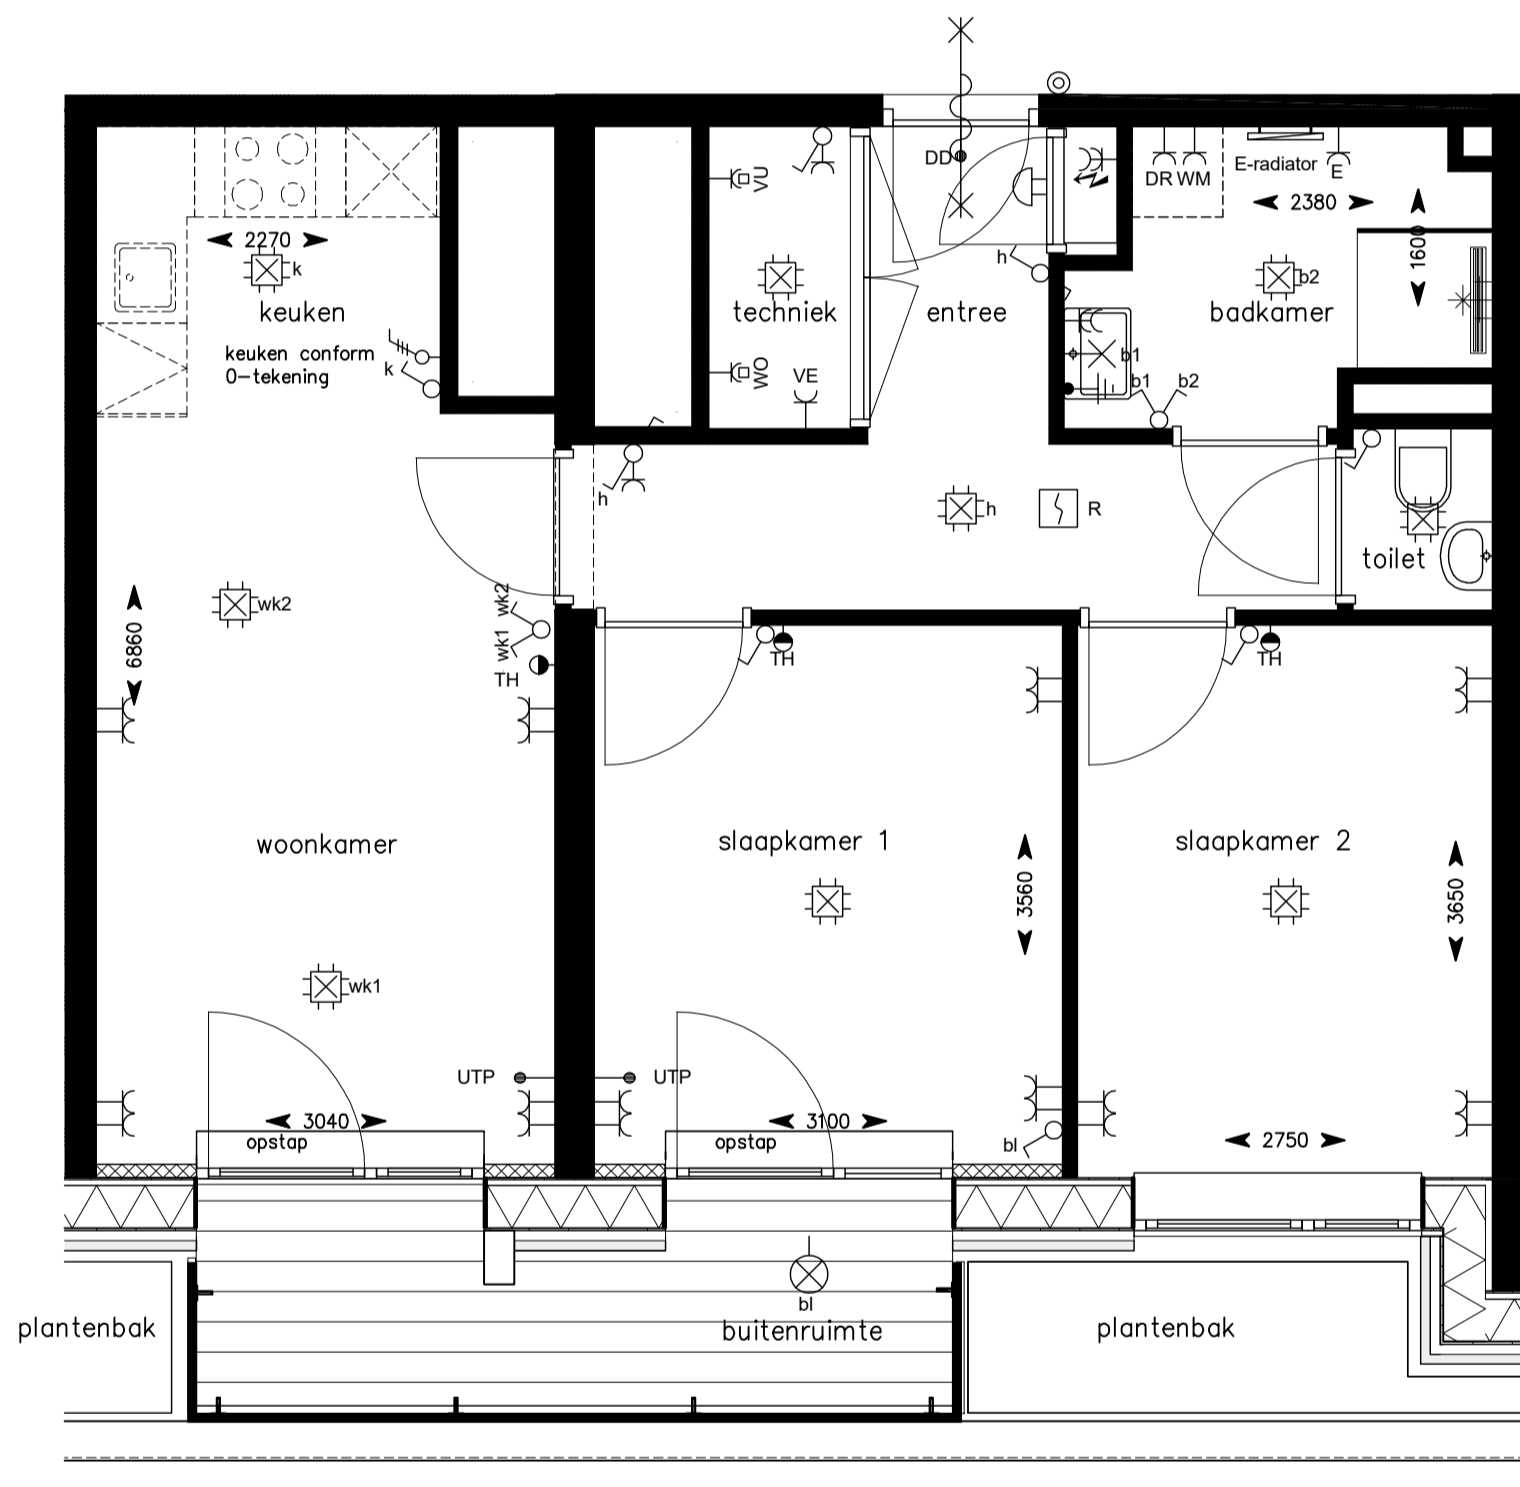 DD
VU
DR WM
E-radiator
E
2380
1600
2270
k
h
b2
keuken
techniek
entree
badkamer
keuken conform
0-tekening
k
WO
VE
b1
b1
b2
h
h
R
toilet
wk2
wk2
wk1
TH
TH
TH
6860
woonkamer
slaapkamer 1
slaapkamer 2
3560
3650
wk1
UTP
UTP
3040
opstap
3100
opstap
bl
2750
bl
plantenbak
buitenruimte
plantenbak